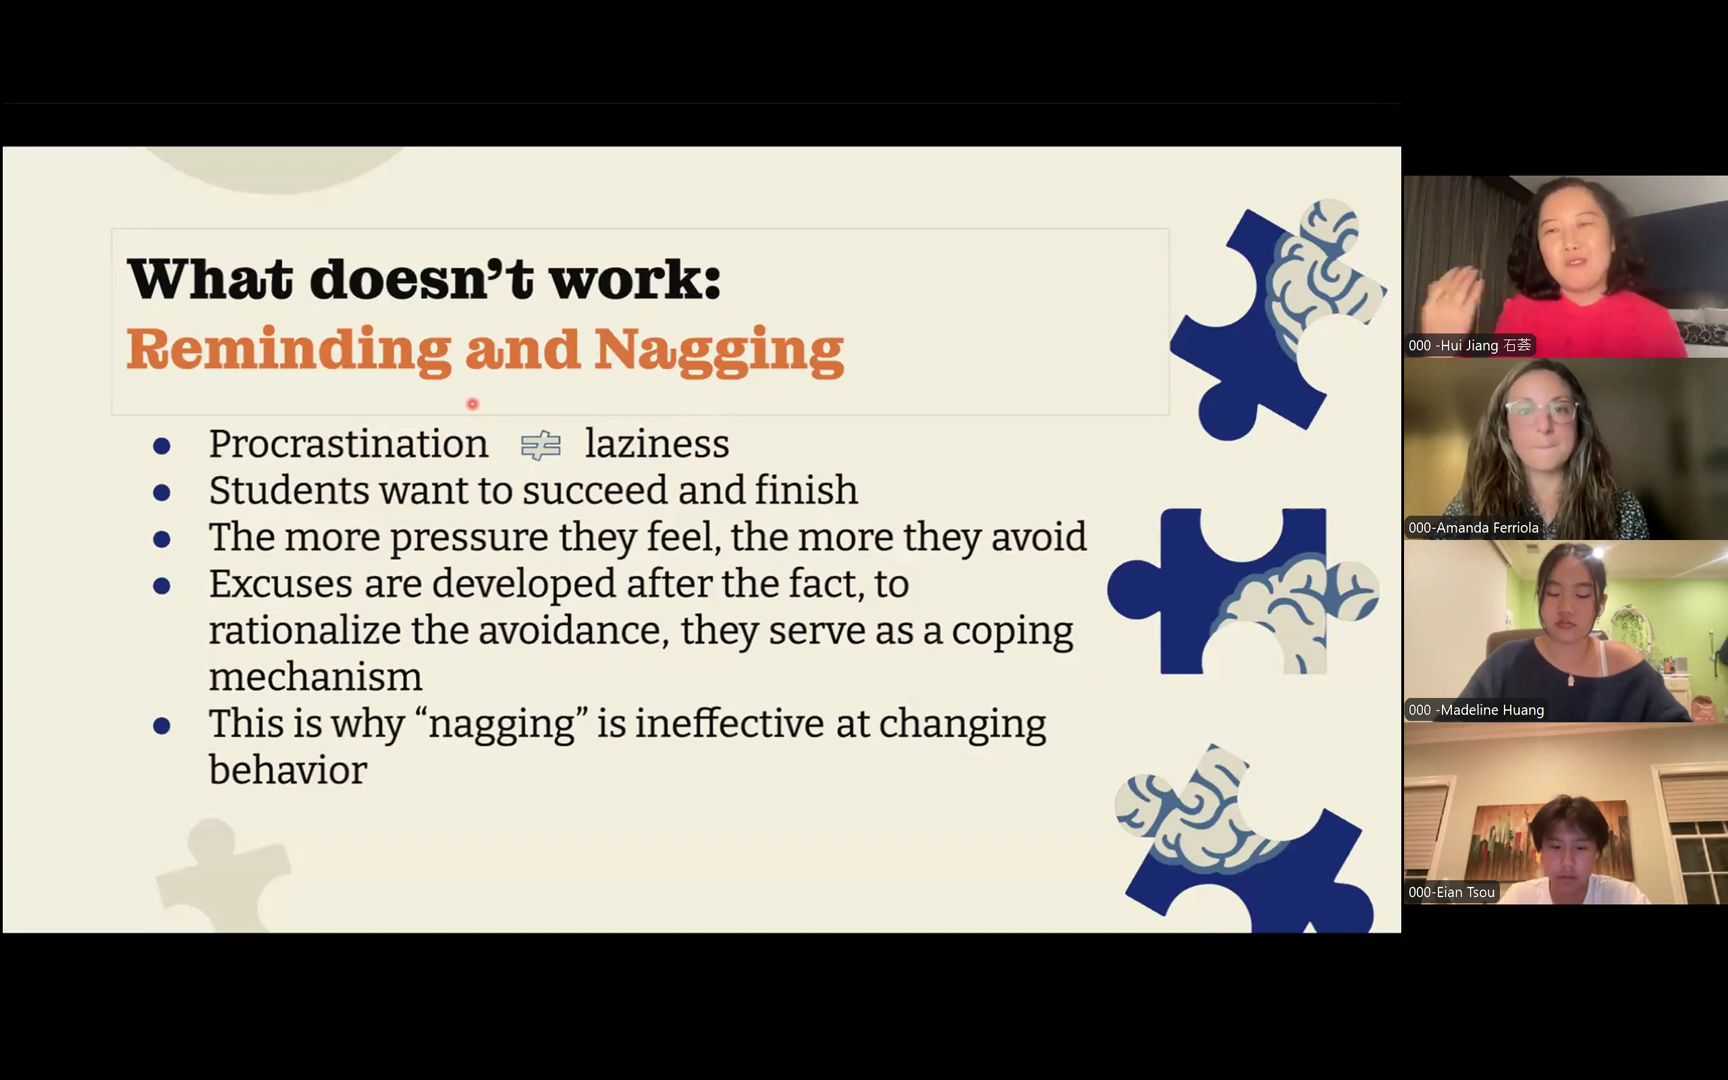 What doesn’t work:
Reminding and Nagging
● Procrastination ≠ laziness
● Students want to succeed and finish
● The more pressure they feel, the more they avoid
● Excuses are developed after the fact, to
rationalize the avoidance, they serve as a coping
mechanism
● This is why “nagging” is ineffective at changing
behavior
000 -Hui Jiang 石荟
000-Amanda Ferriola
000 -Madeline Huang
000-Eian Tsou